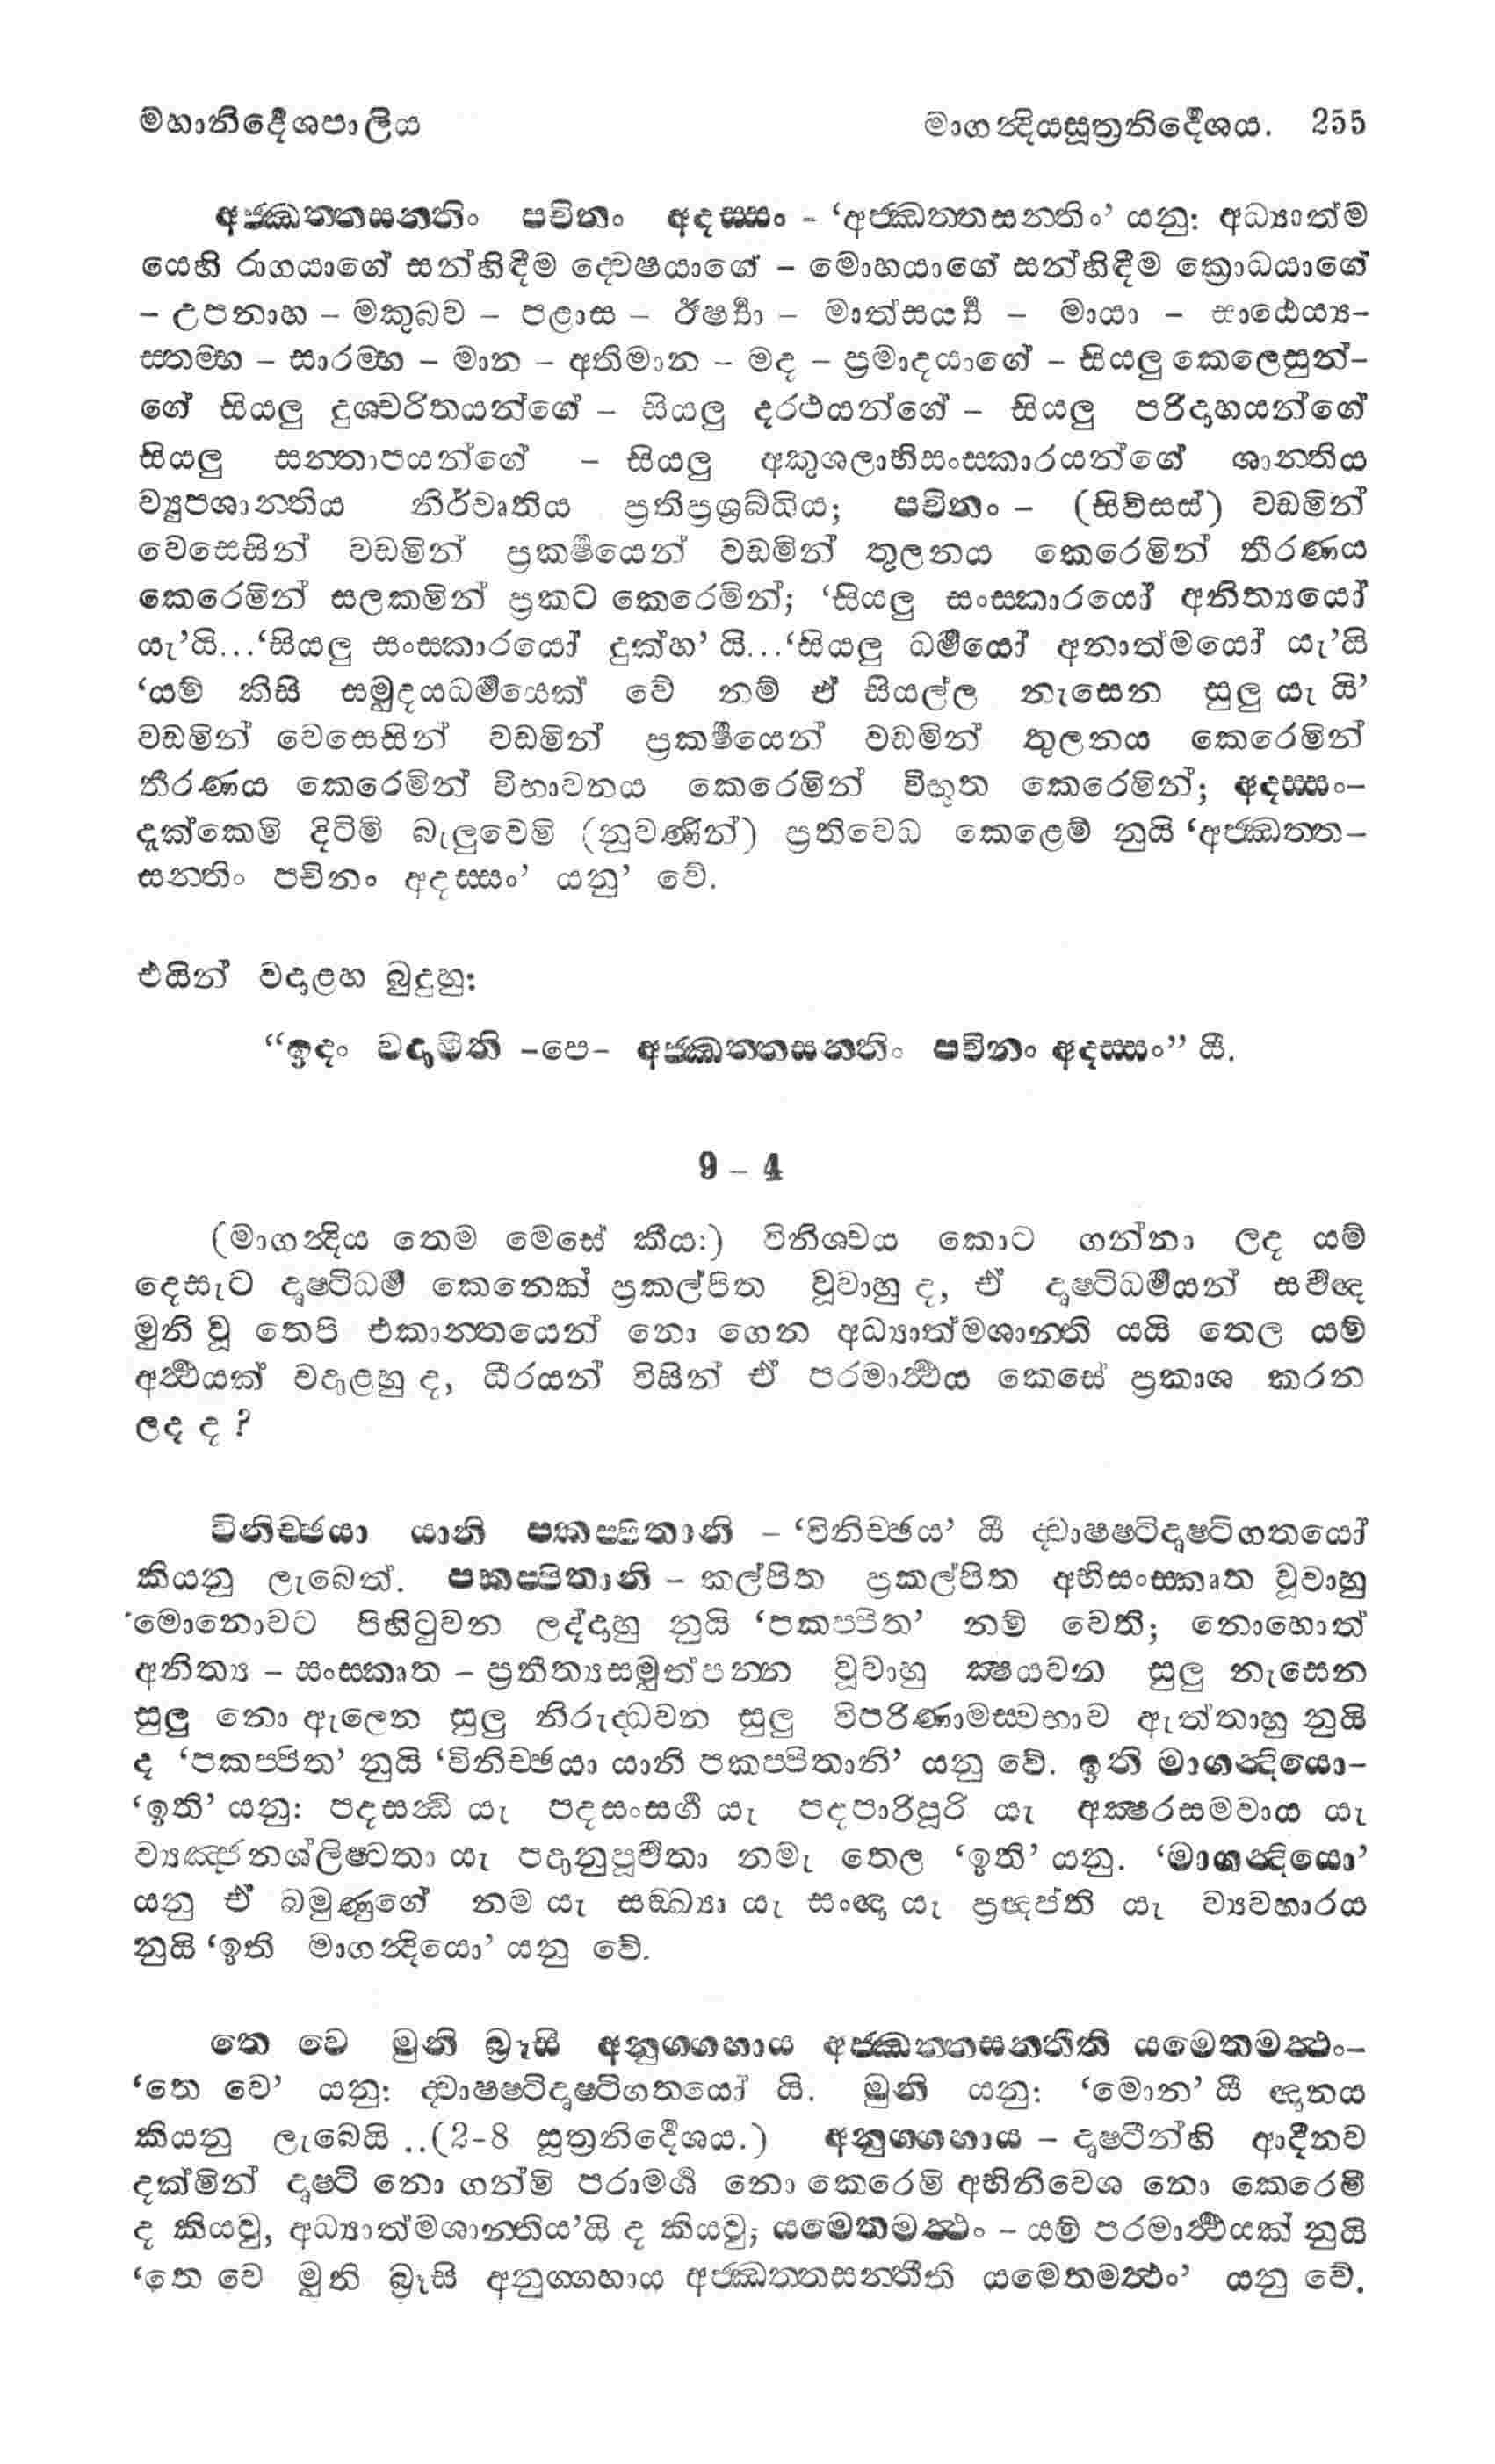 මහානිර්දේශපාලිය මාගන්‍දියසූත්‍රනිර්දේශය. 255
අජ්ඣත්තසන්තිං පචිනං අදස්සං – ‘අජ්ඣත්තසන්තිං’ යනු: අධ්‍යාත්ම
යෙහි රාගයාගේ සන්හිඳීම ද්වේෂයාගේ – මොහයාගේ සන්හිඳීම ක්‍රොධයාගේ
– උපනාහ – මකුබව – පළාස – ඊර්ෂ්‍යා – මාත්සර්‍ය්‍ය – මායා – සාඨෙය්‍ය–
ස්තම්භ – සාරම්භ – මාන – අතිමාන – මද – ප්‍රමාදයාගේ – සියලු කෙලෙසුන්–
ගේ සියලු දුශ්චරිතයන්ගේ – සියලු දරථයන්ගේ – සියලු පරිදාහයන්ගේ
සියලු සන්තාපයන්ගේ – සියලු අකුශලාභිසංස්කාරයන්ගේ ශාන්තිය
ව්‍යුපශාන්තිය නිර්වෘතිය ප්‍රතිප්‍රශ්‍රබ්ධිය; පචිනං – (සිව්සස්) වඩමින්
වෙසෙසින් වඩමින් ප්‍රකර්ෂයෙන් වඩමින් තුලනය කෙරෙමින් තීරණය
කෙරෙමින් සලකමින් ප්‍රකට කෙරෙමින්; ‘සියලු සංස්කාරයෝ අනිත්‍යයෝ
යැ’යි...‘සියලු සංස්කාරයෝ දුක්හ’ යි...‘සියලු ධර්මයෝ අනාත්මයෝ යැ’යි
‘යම් කිසි සමුදයධර්මයෙක් වේ නම් ඒ සියල්ල නැසෙන සුලු යැ යි’
වඩමින් වෙසෙසින් වඩමින් ප්‍රකර්ෂයෙන් වඩමින් තුලනය කෙරෙමින්
තීරණය කෙරෙමින් විභාවනය කෙරෙමින් විභූත කෙරෙමින්; අදස්සං–
දැක්කෙමි දිටිමි බැලුවෙමි (නුවණින්) ප්‍රතිවෙධ කෙළෙම් නුයි ‘අජ්ඣත්ත–
සන්තිං පචිනං අදස්සං’ යනු’ වේ.
එයින් වදාළහ බුදුහු:
“ඉදං වදාමීති –පෙ– අජ්ඣත්තසන්තිං පචිනං අදස්සං” යි.
9 – 4
(මාගන්‍දිය තෙම මෙසේ කීය:) විනිශ්චය කොට ගන්නා ලද යම්
දෙසැට දෘෂ්ටිධර්ම කෙනෙක් ප්‍රකල්පිත වූවාහු ද, ඒ දෘෂ්ටිධර්මයන් සර්වඥ
මුනි වූ තෙපි එකාන්තයෙන් නො ගෙන අධ්‍යාත්මශාන්ති යයි තෙල යම්
අර්ථයක් වදාළහු ද, ධීරයන් විසින් ඒ පරමාර්ථය කෙසේ ප්‍රකාශ කරන
ලද ද ?
විනිච්ඡයා යානි පකප්පිතානි – ‘විනිච්ඡය’ යි ද්වාෂෂ්ටිදෘෂ්ටිගතයෝ
කියනු ලැබෙත්. පකප්පිතානි – කල්පිත ප්‍රකල්පිත අභිසංස්කෘත වූවාහු
මොනොවට පිහිටුවන ලද්දාහු නුයි ‘පකප්පිත’ නම් වෙති; නොහොත්
අනිත්‍ය – සංස්කෘත – ප්‍රතීත්‍යසමුත්පන්න වූවාහු ක්‍ෂයවන සුලු නැසෙන
සුලු නො ඇලෙන සුලු නිරුද්ධවන සුලු විපරිණාමස්වභාව ඇත්තාහු නුයි
ද ‘පකප්පිත’ නුයි ‘විනිච්ඡයා යානි පකප්පිතානි’ යනු වේ. ඉති මාගන්‍දියො–
‘ඉති’ යනු: පදසන්ධි යැ පදසංසර්ග යැ පදපාරිපූරි යැ අක්‍ෂරසමවාය යැ
ව්‍යඤ්ජනශ්ලිෂ්ටතා යැ පදානුපූර්විතා නමැ තෙල ‘ඉති’ යනු. ‘මාගන්‍දියො’
යනු ඒ බමුණුගේ නම යැ සඞ්ඛ්‍යා යැ සංඥා යැ ප්‍රඥප්ති යැ ව්‍යවහාරය
නුයි ‘ඉති මාගන්‍දියො’ යනු වේ.
තෙ වෙ මුනි බ්‍රෑසි අනුග්ගහාය අජ්ඣත්තසන්තීති යමෙතමත්ථං–
‘තෙ වෙ’ යනු: ද්වාෂෂ්ටිදෘෂ්ටිගතයෝ යි. මුනි යනු: ‘මොන’ යි ඥානය
කියනු ලැබෙයි ..(2-8 සූත්‍රනිර්දේශය.) අනුග්ගහාය – දෘෂ්ටීන්හි ආදීනව
දක්මින් දෘෂ්ටි නො ගන්මි පරාමර්ශ නො කෙරෙමි අභිනිවෙශ නො කෙරෙමි
ද කියවු, අධ්‍යාත්මශාන්තිය’යි ද කියවු; යමෙතමත්ථං – යම් පරමාර්ථයක් නුයි
‘තෙ වෙ මුනි බ්‍රෑසි අනුග්ගහාය අජ්ඣත්තසන්තීති යමෙතමත්ථං’ යනු වේ.